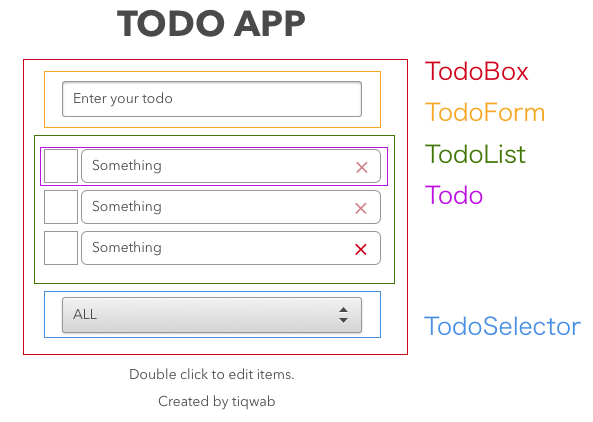 TODO APP
TodoBox
Enter your todo
TodoForm
TodoList
Something
Todo
Something
Something
ALL
TodoSelector
Double click to edit items.
Created by tiqwab